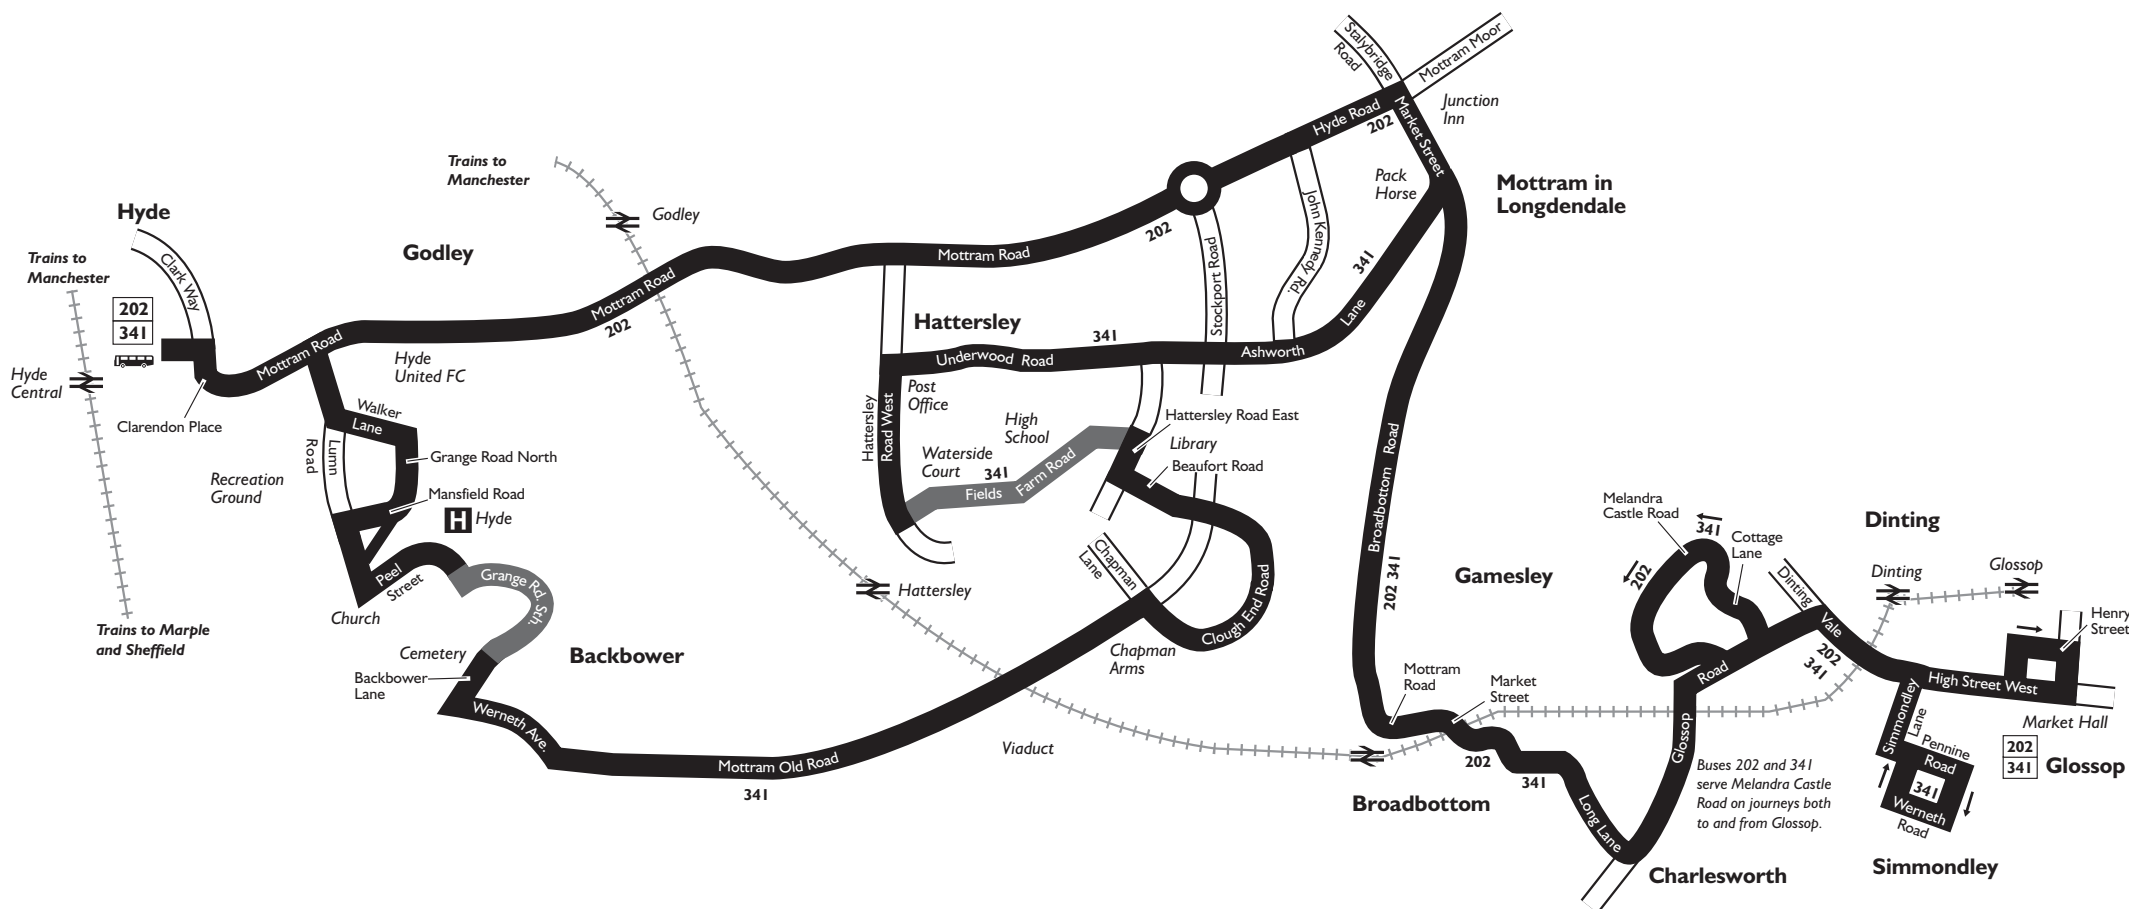 Stalybridge
Road
Mottram Moor
Hyde Road
202
Market Street
Junction
Inn
Trains to
Manchester
Godley
Pack
Horse
Mottram in
Longdendale
Hyde
Clark Way
Trains to
Manchester
Godley
202
341
Mottram Road
202
Mottram Road
202
Mottram Road
Hyde
United FC
Hyde
Central
Clarendon Place
Hattersley
341
Underwood Road
Stockport Road
John Kennedy Rd.
341
Ashworth
Lane
Post
Office
Hattersley
Road West
High
School
Waterside
Court
341
Fields
Farm Road
Hattersley Road East
Library
Beaufort Road
Walker
Lane
Lumn
Road
Grange Road North
Recreation
Ground
Mansfield Road
H
Hyde
Peel
Street
Church
Grange Rd. Sth.
Cemetery
Backbower
Lane
Backbower
Trains to Marple
and Sheffield
Werneth Ave.
Mottram Old Road
341
Hattersley
Chapman
Lane
Clough End Road
Chapman
Arms
Viaduct
Broadbottom Road
202 341
Mottram
Road
Market
Street
Broadbottom
202
341
Long Lane
Charlesworth
Glossop
Road
Gamesley
Melandra
Castle Road
341
Cottage
Lane
202
Dinting
Dinting
Vale
202
341
Dinting
Glossop
Henry
Street
High Street West
Market Hall
202
341
Glossop
Simmondley
Lane
Pennine
Road
341
Werneth
Road
Simmondley
Buses 202 and 341
serve Melandra Castle
Road on journeys both
to and from Glossop.